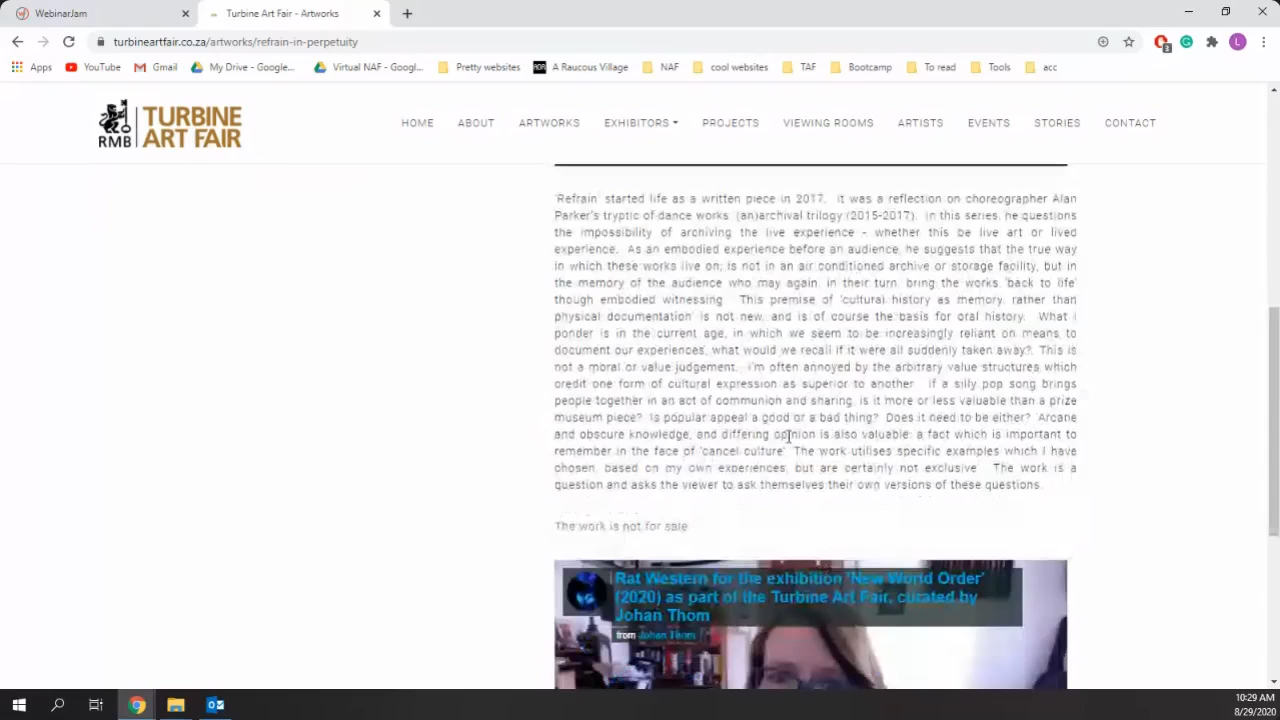 WebinarJam
Turbine Art Fair - Artworks
turbineartfair.co.za/artworks/refrain-in-perpetuity
3
L
Apps YouTube Gmail My Drive - Google... Virtual NAF - Googl... Pretty websites ROR A Raucous Village NAF cool websites TAF Bootcamp To read Tools acc
RMB TURBINE
ART FAIR
HOME ABOUT ARTWORKS EXHIBITORS PROJECTS VIEWING ROOMS ARTISTS EVENTS STORIES CONTACT
'Refrain' started life as a written piece in 2017. It was a reflection on choreographer Alan
Parker's tryptic of dance works (an)archival trilogy (2015-2017). In this series, he questions
the impossibility of archiving the live experience - whether this be live art or lived
experience. As an embodied experience before an audience, he suggests that the true way
in which these works live on, is not in an air conditioned archive or storage facility, but in
the memory of the audience who may again, in their turn, bring the works 'back to life'
though embodied witnessing. This premise of 'cultural history as memory, rather than
physical documentation' is not new, and is of course the basis for oral history. What I
ponder is in the current age, in which we seem to be increasingly reliant on means to
document our experiences', what would we recall if it were all suddenly taken away?. This is
not a moral or value judgement. I'm often annoyed by the arbitrary value structures which
credit one form of cultural expression as superior to another. If a silly pop song brings
people together in an act of communion and sharing, is it more or less valuable than a prize
museum piece? Is popular appeal a good or a bad thing? Does it need to be either? 'Arcane
and obscure knowledge, and differing opinion is also valuable: a fact which is important to
remember in the face of 'cancel culture'. The work utilises specific examples which I have
chosen, based on my own experiences, but are certainly not exclusive. The work is a
question and asks the viewer to ask themselves their own versions of these questions.
The work is not for sale
Rat Western for the exhibition 'New World Order'
(2020) as part of the Turbine Art Fair, curated by
Johan Thom
from Johan Thom
10:29 AM
8/29/2020